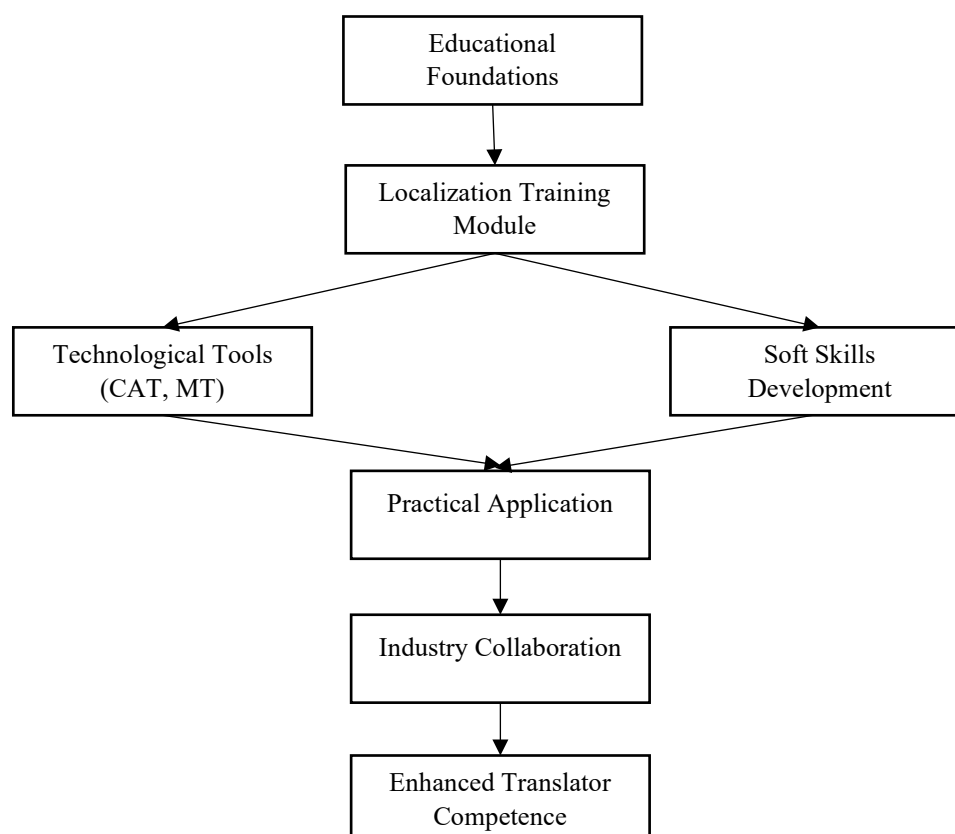 Educational
Foundations
Localization Training
Module
Technological Tools
(CAT, MT)
Soft Skills
Development
Practical Application
Industry Collaboration
Enhanced Translator
Competence